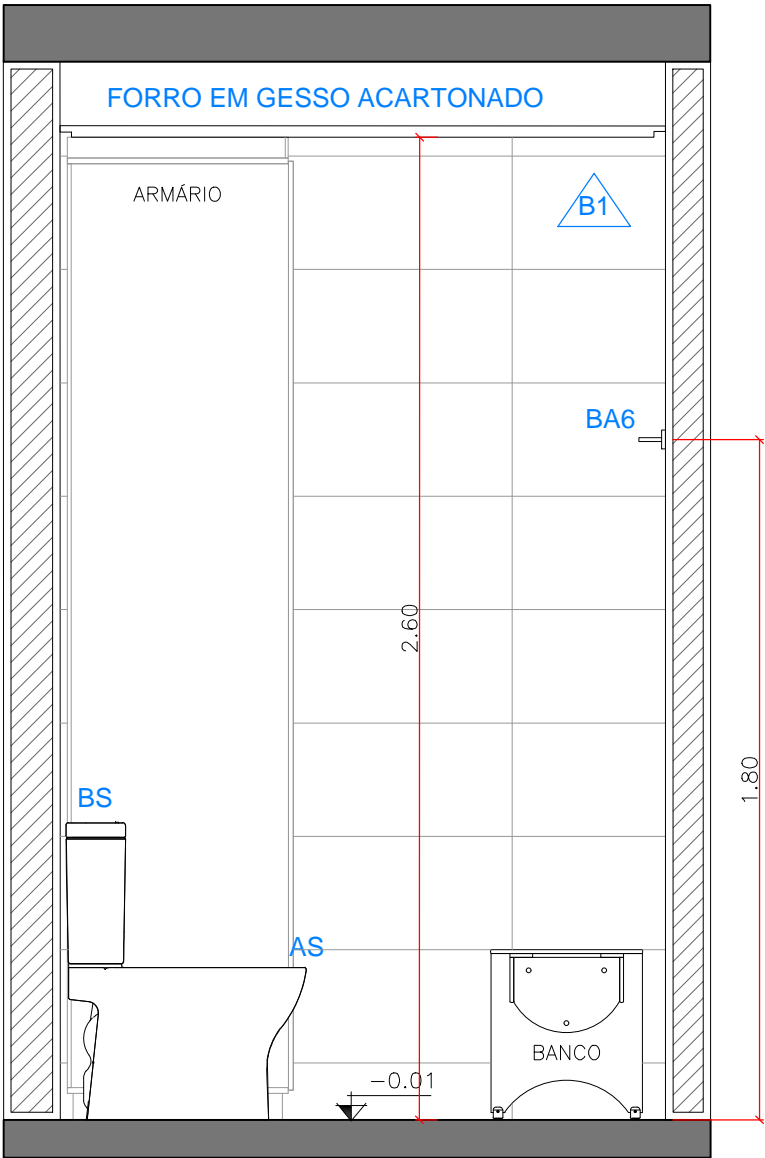 FORRO EM GESSO ACARTONADO
ARMÁRIO
B1
BA6
2.60
1.80
BS
AS
BANCO
-0.01